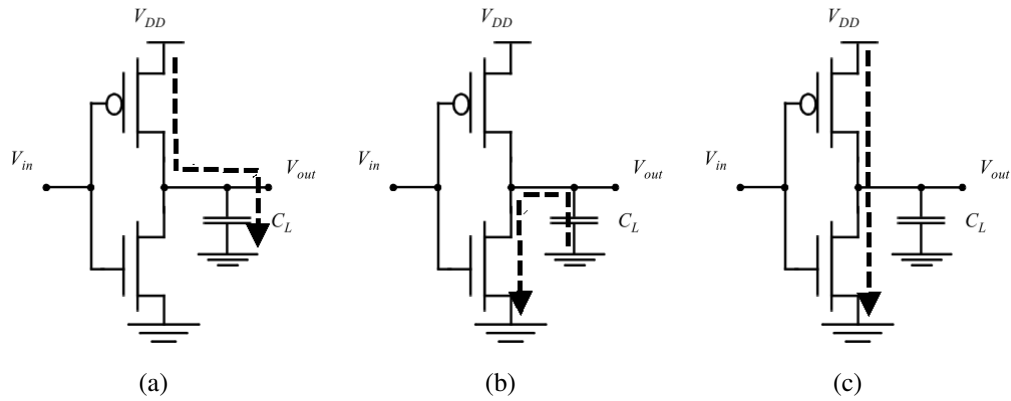 V_DD
V_in
V_out
C_L
(a)
V_DD
V_in
V_out
C_L
(b)
V_DD
V_in
V_out
C_L
(c)